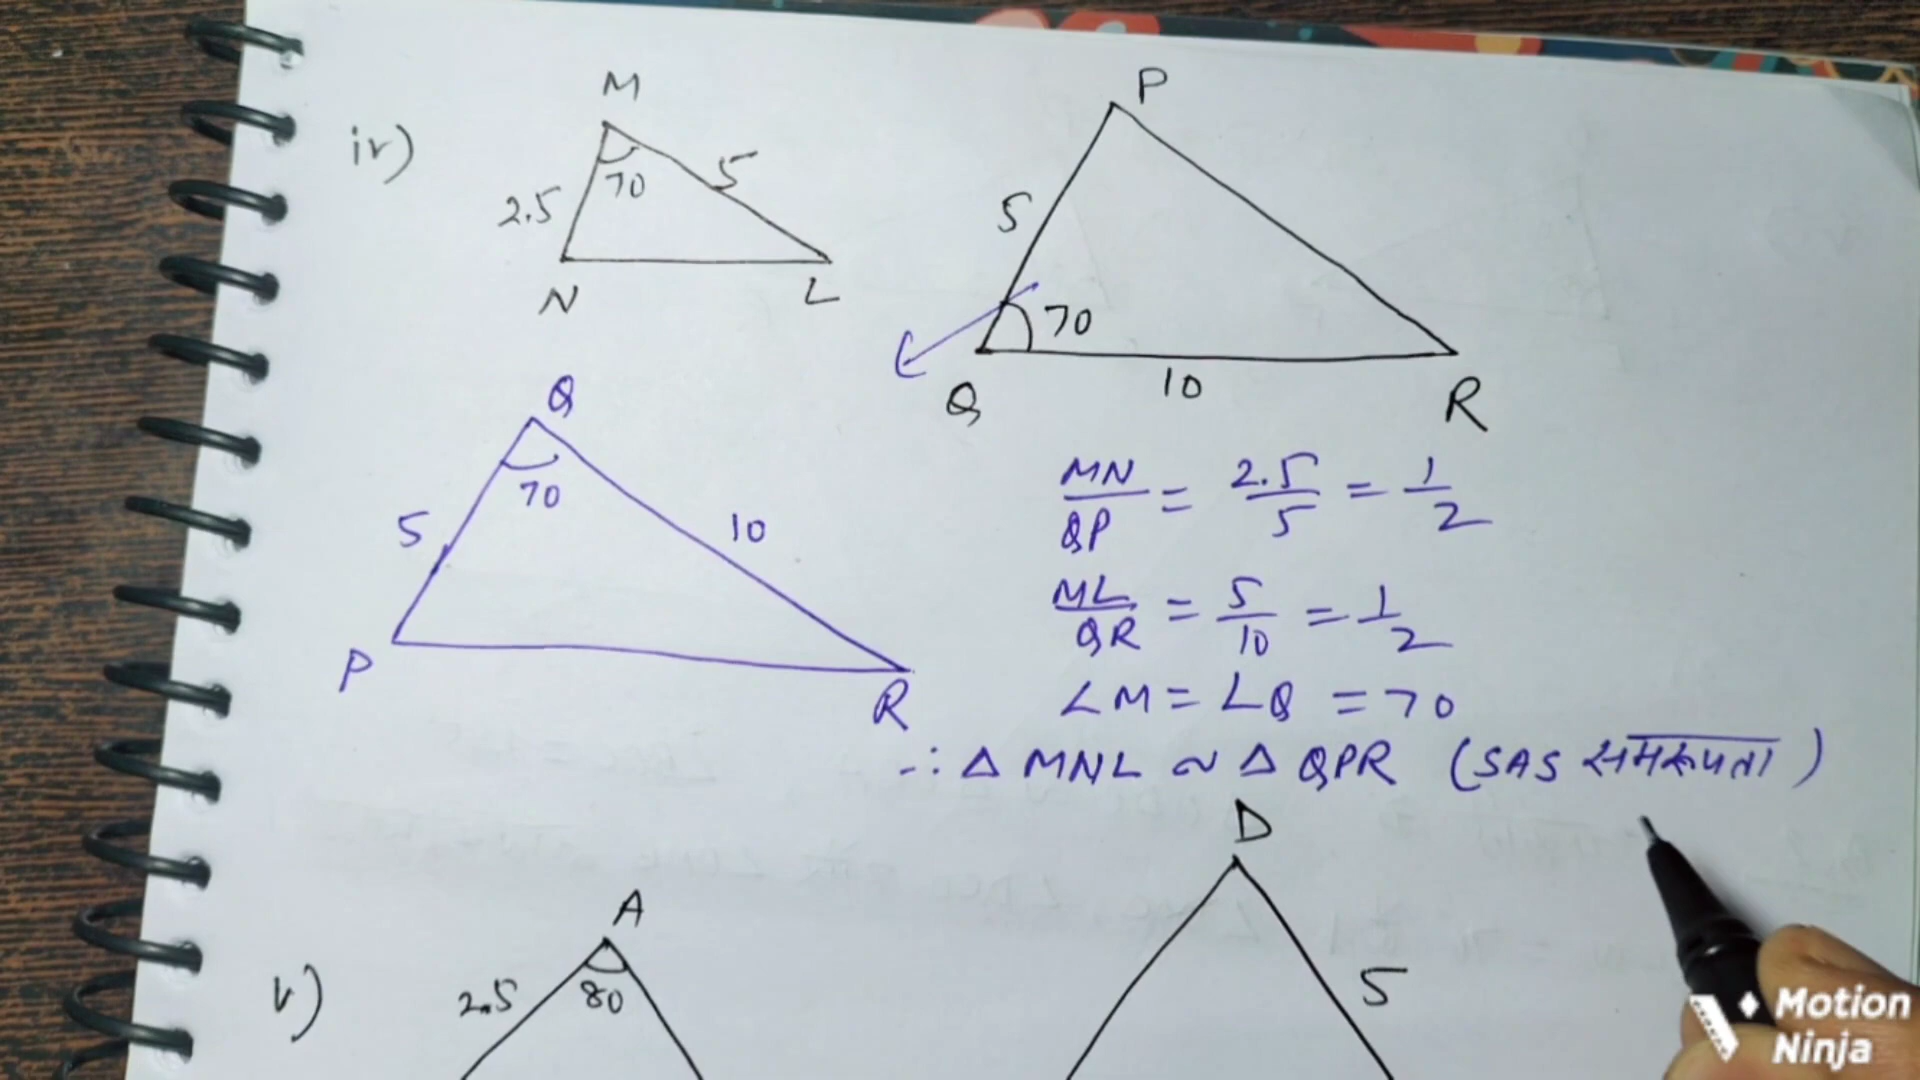 iv)
M
2.5
70
5
N
L
P
5
70
Q
10
R
Q
5
70
10
P
R
MN/QP = 2.5/5 = 1/2
ML/QR = 5/10 = 1/2
∠M = ∠Q = 70
∴ △ MNL ~ △ QPR (SAS समरूपता)
v)
A
2.5
80
D
5
Motion
Ninja